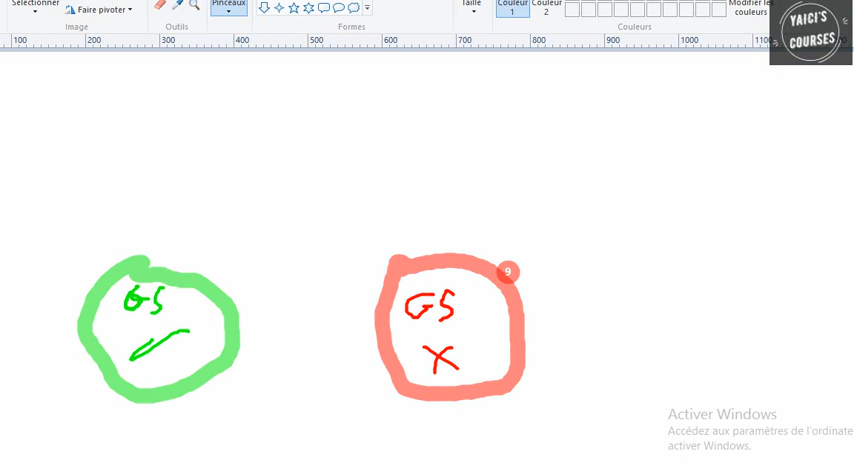 Sélectionner
Faire pivoter
Pinceaux
Taille
Couleur
1
Couleur
2
Modifier les
couleurs
Image
Outils
Formes
Couleurs
100 200 300 400 500 600 700 800 900 1000 1100
YAICI'S
COURSES
GS
GS
X
9
Activer Windows
Accédez aux paramètres de l'ordinate
activer Windows.